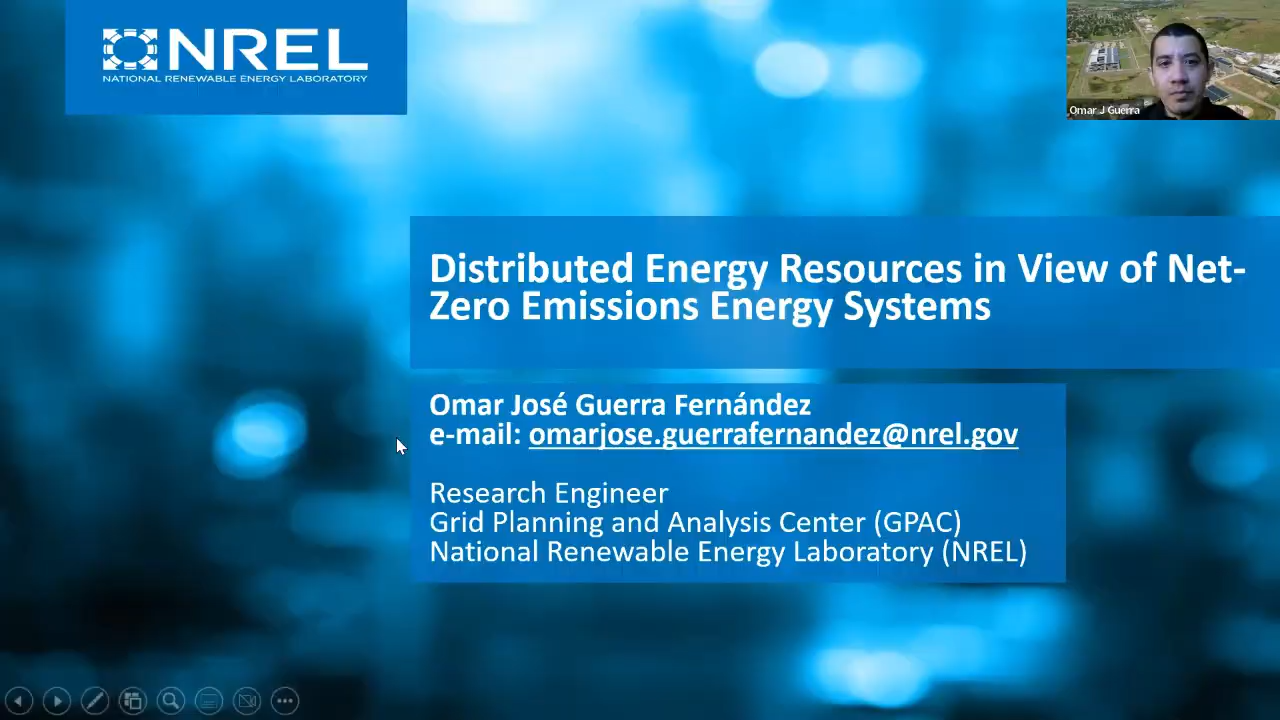 NREL
NATIONAL RENEWABLE ENERGY LABORATORY
Omar J Guerra
Distributed Energy Resources in View of Net-
Zero Emissions Energy Systems
Omar José Guerra Fernández
e-mail: omarjose.guerrafernandez@nrel.gov
Research Engineer
Grid Planning and Analysis Center (GPAC)
National Renewable Energy Laboratory (NREL)